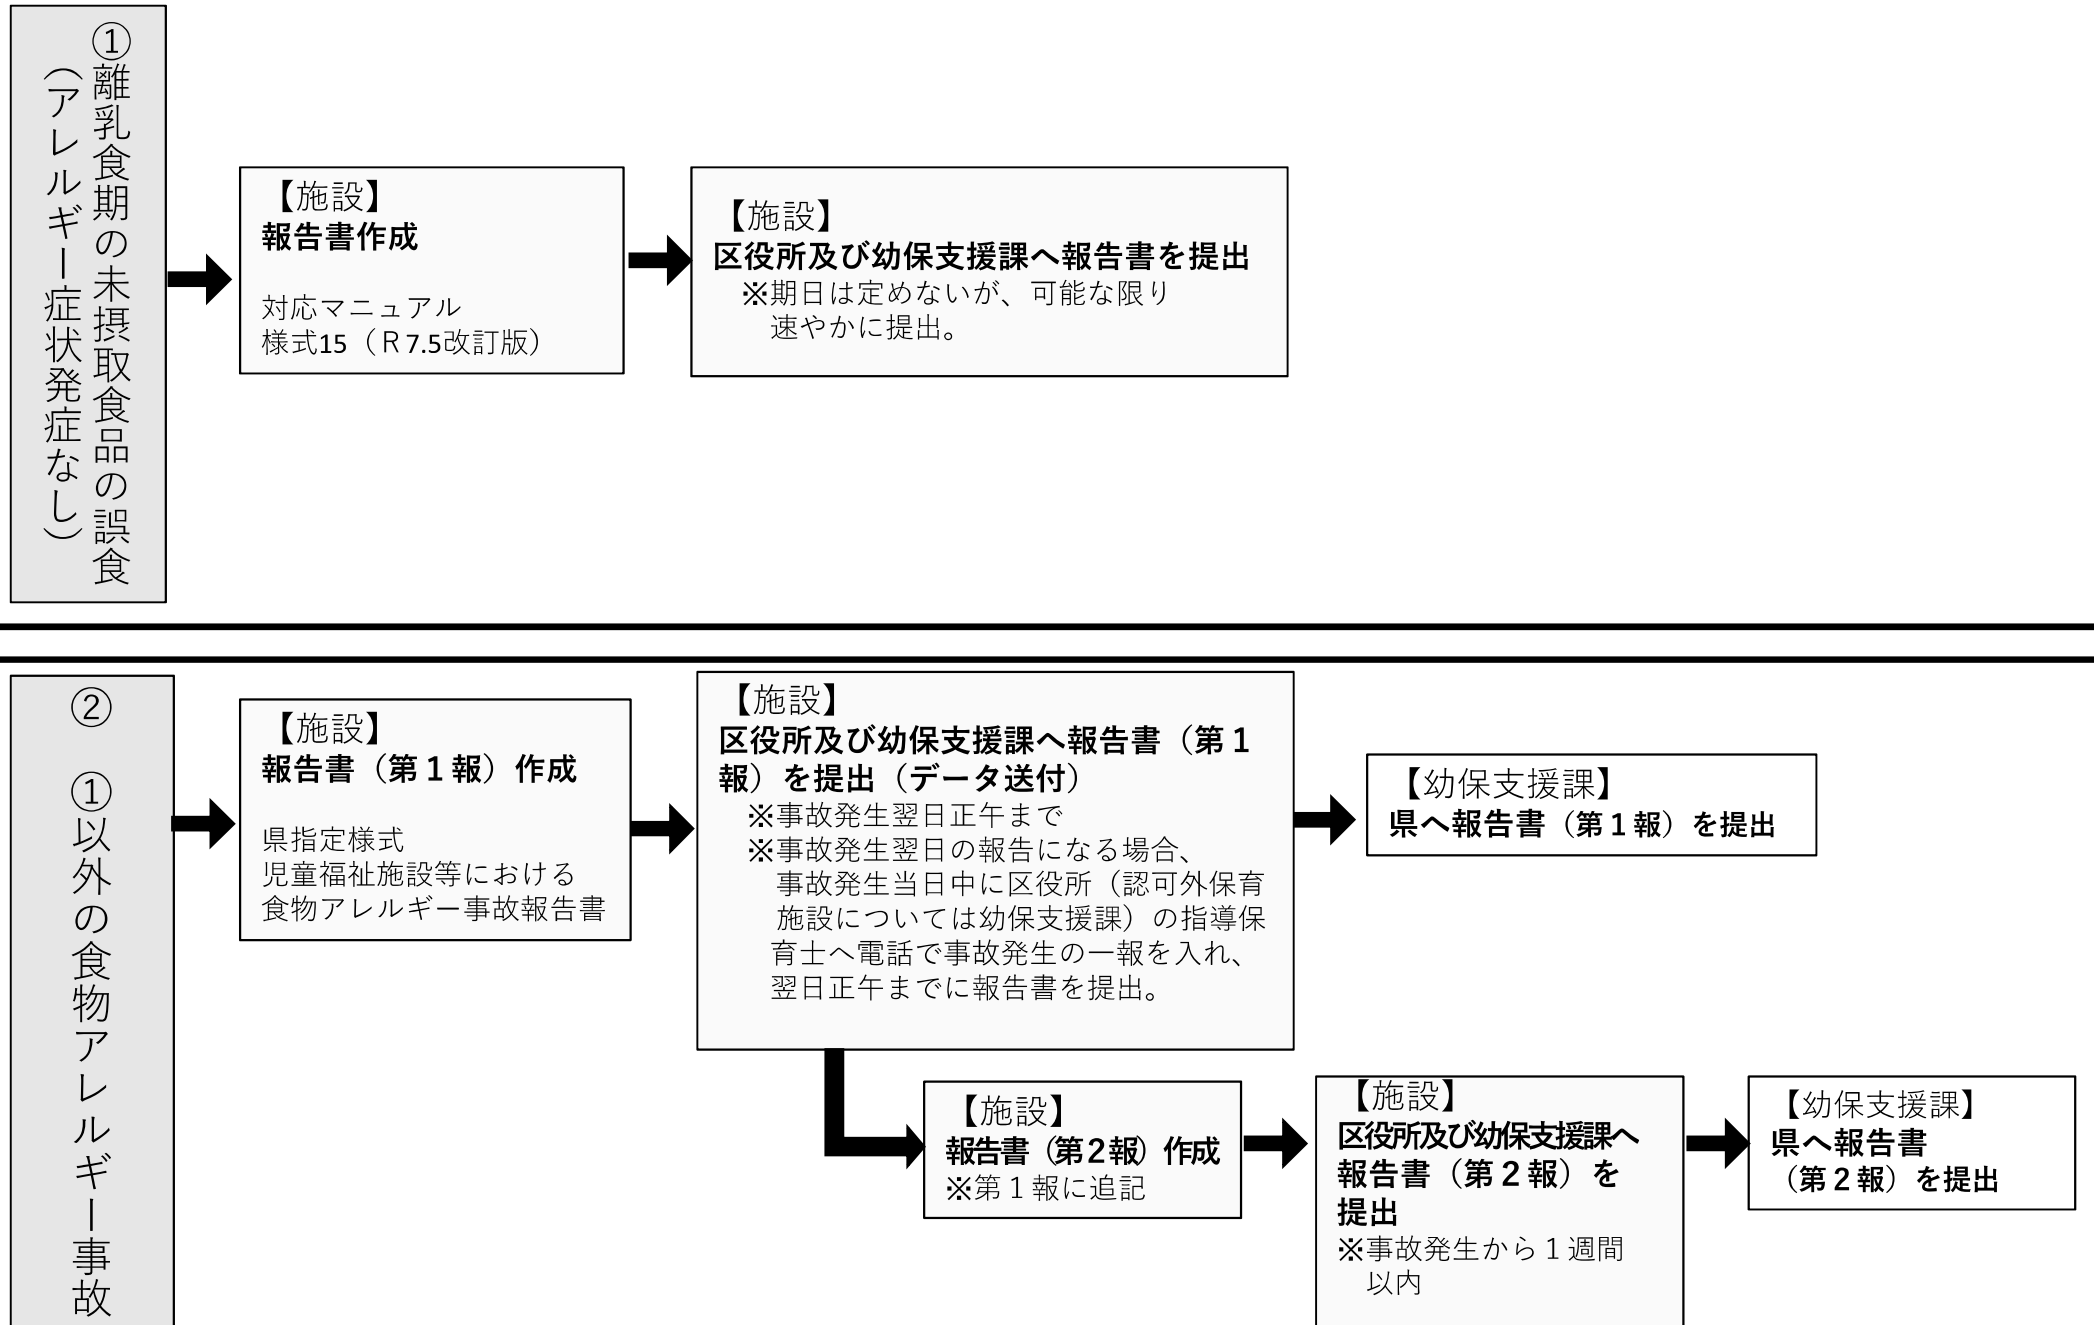 ①離乳食期の未摂取食品の誤食
（アレルギー症状発症なし）
【施設】
報告書作成
対応マニュアル
様式15（Ｒ7.5改訂版）
【施設】
区役所及び幼保支援課へ報告書を提出
※期日は定めないが、可能な限り
速やかに提出。
②　①以外の食物アレルギー事故
【施設】
報告書（第１報）作成
県指定様式
児童福祉施設等における
食物アレルギー事故報告書
【施設】
区役所及び幼保支援課へ報告書（第１
報）を提出（データ送付）
※事故発生翌日正午まで
※事故発生翌日の報告になる場合、
事故発生当日中に区役所（認可外保育
施設については幼保支援課）の指導保
育士へ電話で事故発生の一報を入れ、
翌日正午までに報告書を提出。
【幼保支援課】
県へ報告書（第１報）を提出
【施設】
報告書（第２報）作成
※第１報に追記
【施設】
区役所及び幼保支援課へ
報告書（第２報）を
提出
※事故発生から１週間
以内
【幼保支援課】
県へ報告書
（第２報）を提出